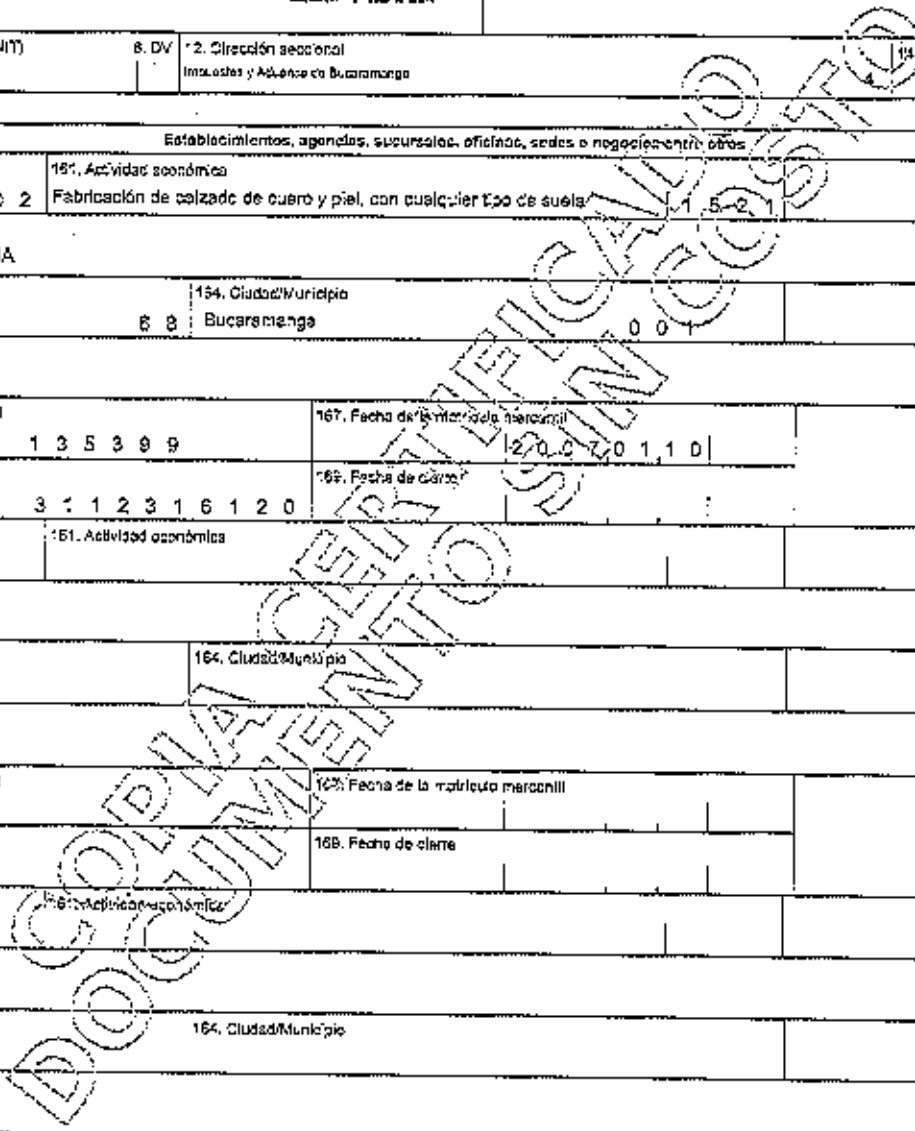 6. DV
12. Dirección seccional
Impuestos y Aduanas de Bucaramanga
Establecimientos, agencias, sucursales, oficinas, sedes o negocios entre otros
161. Actividad económica
2 Fabricación de calzado de cuero y piel, con cualquier tipo de suela 1 5 2 1
164. Ciudad/Municipio
6 8 Bucaramanga 0 0 1
167. Fecha de la matrícula mercantil
1 3 5 3 9 9 2 0 0 7 0 1 1 0
169. Fecha de cierre
3 1 1 2 3 1 6 1 2 0
161. Actividad económica
164. Ciudad/Municipio
167. Fecha de la matrícula mercantil
169. Fecha de cierre
161. Actividad económica
164. Ciudad/Municipio
COPIA CERTIFICADO
DOCUMENTO SIN COSTO